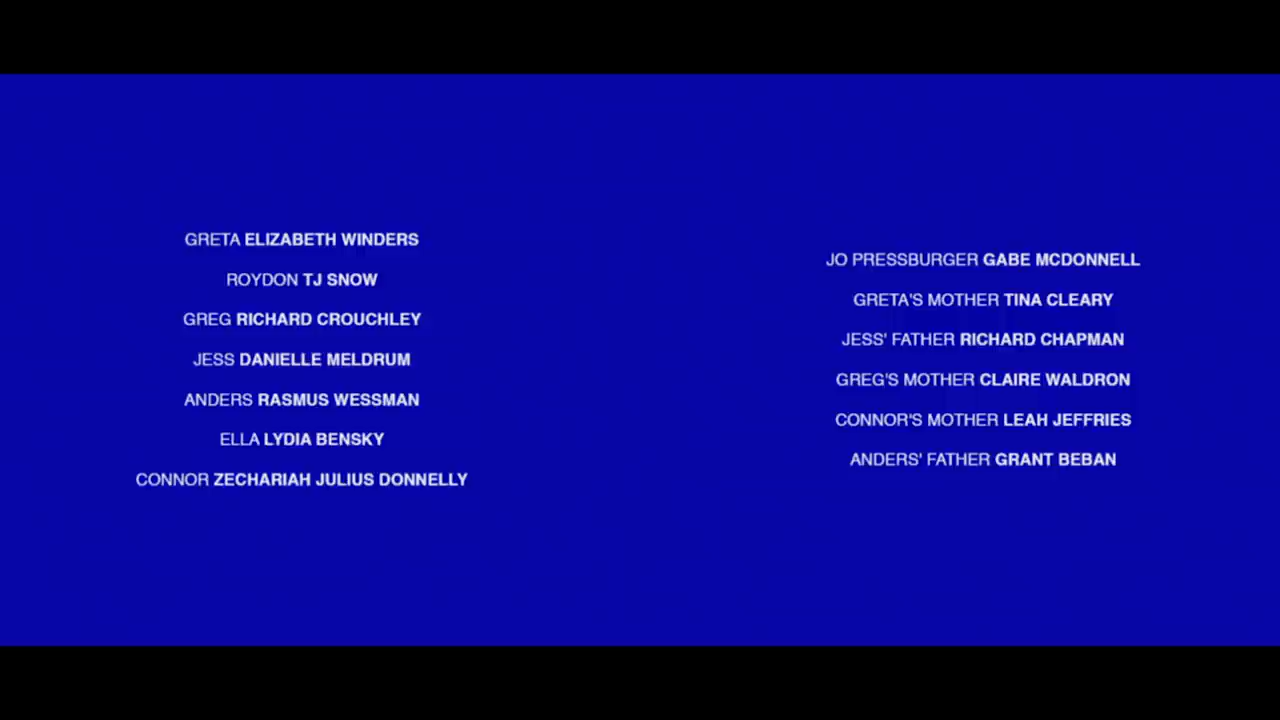 GRETA ELIZABETH WINDERS
ROYDON TJ SNOW
GREG RICHARD CROUCHLEY
JESS DANIELLE MELDRUM
ANDERS RASMUS WESSMAN
ELLA LYDIA BENSKY
CONNOR ZECHARIAH JULIUS DONNELLY
JO PRESSBURGER GABE MCDONNELL
GRETA'S MOTHER TINA CLEARY
JESS' FATHER RICHARD CHAPMAN
GREG'S MOTHER CLAIRE WALDRON
CONNOR'S MOTHER LEAH JEFFRIES
ANDERS' FATHER GRANT BEBAN